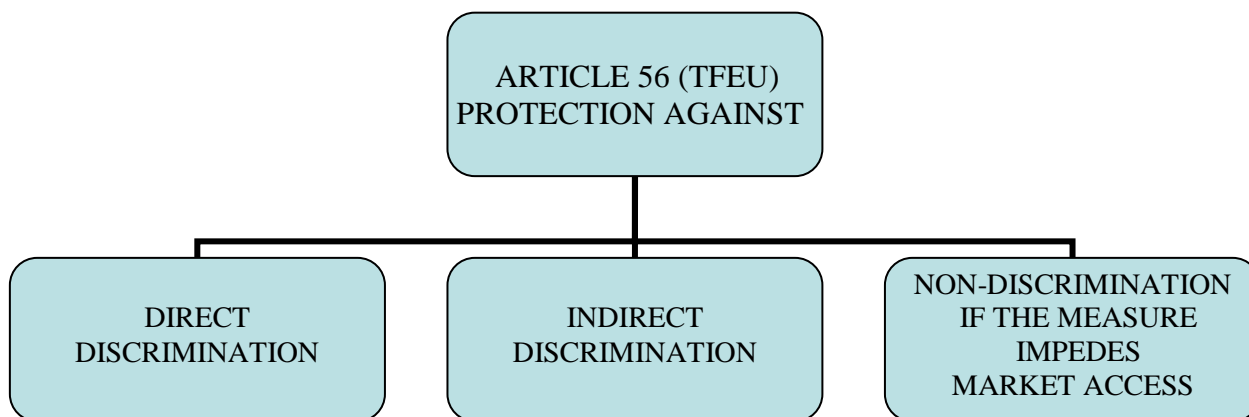 ARTICLE 56 (TFEU)
PROTECTION AGAINST
DIRECT
DISCRIMINATION
INDIRECT
DISCRIMINATION
NON-DISCRIMINATION
IF THE MEASURE
IMPEDES
MARKET ACCESS